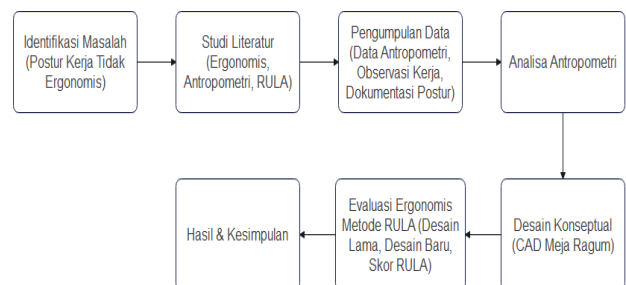 Identifikasi Masalah
(Postur Kerja Tidak
Ergonomis)
Studi Literatur
(Ergonomis,
Antropometri, RULA)
Pengumpulan Data
(Data Antropometri,
Observasi Kerja,
Dokumentasi Postur)
Analisa Antropometri
Desain Konseptual
(CAD Meja Ragum)
Evaluasi Ergonomis
Metode RULA (Desain
Lama, Desain Baru,
Skor RULA)
Hasil & Kesimpulan